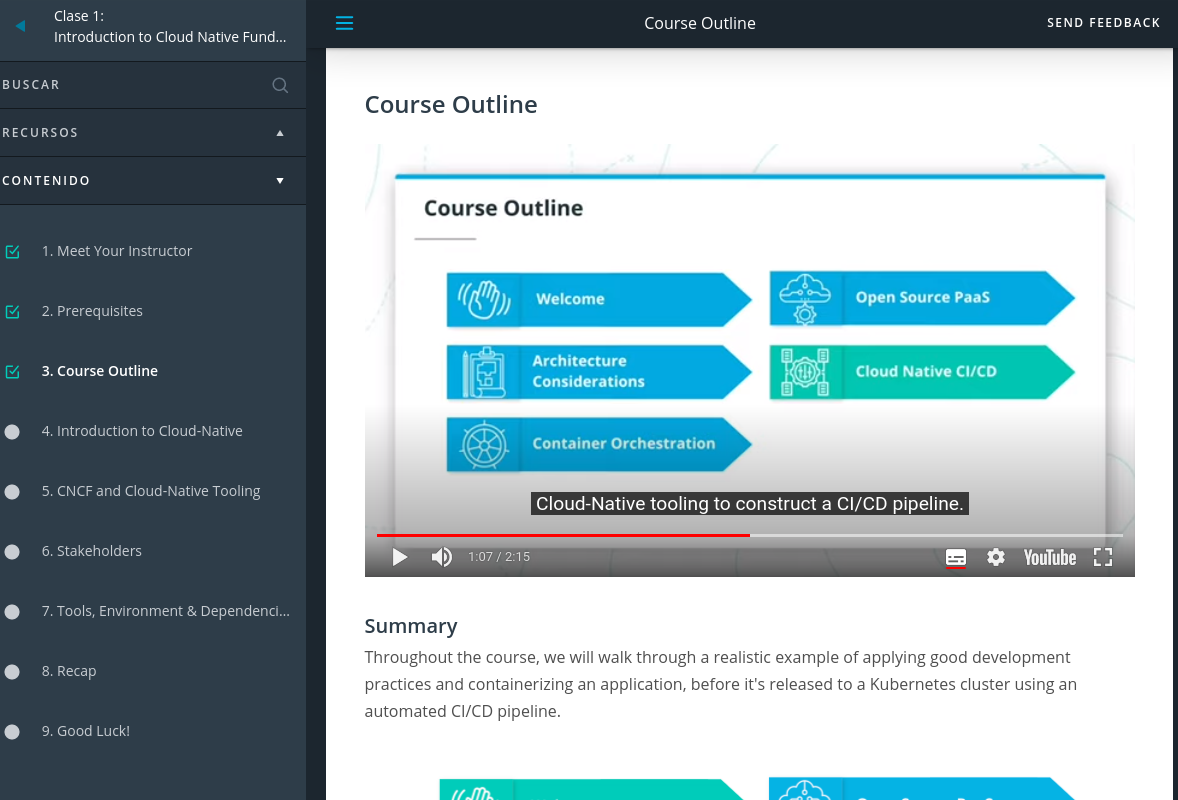 Clase 1:
Introduction to Cloud Native Fund...
BUSCAR
RECURSOS
CONTENIDO
1. Meet Your Instructor
2. Prerequisites
3. Course Outline
4. Introduction to Cloud-Native
5. CNCF and Cloud-Native Tooling
6. Stakeholders
7. Tools, Environment & Dependenci...
8. Recap
9. Good Luck!
Course Outline
SEND FEEDBACK
Course Outline
Course Outline
Welcome
Open Source PaaS
Architecture
Considerations
Cloud Native CI/CD
Container Orchestration
Cloud-Native tooling to construct a CI/CD pipeline.
1:07 / 2:15
YouTube
Summary
Throughout the course, we will walk through a realistic example of applying good development
practices and containerizing an application, before it's released to a Kubernetes cluster using an
automated CI/CD pipeline.